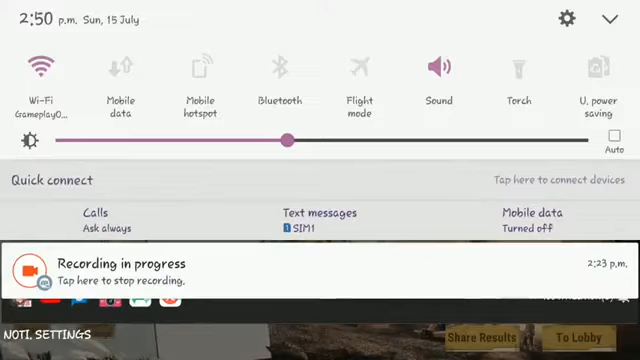 2:50 p.m. Sun, 15 July
Wi-Fi
GameplayO...
Mobile data
Mobile hotspot
Bluetooth
Flight mode
Sound
Torch
U. power saving
Auto
Quick connect
Tap here to connect devices
Calls
Ask always
Text messages
1 SIM1
Mobile data
Turned off
Recording in progress
2:23 p.m.
Tap here to stop recording.
NOTI. SETTINGS
Share Results
To Lobby